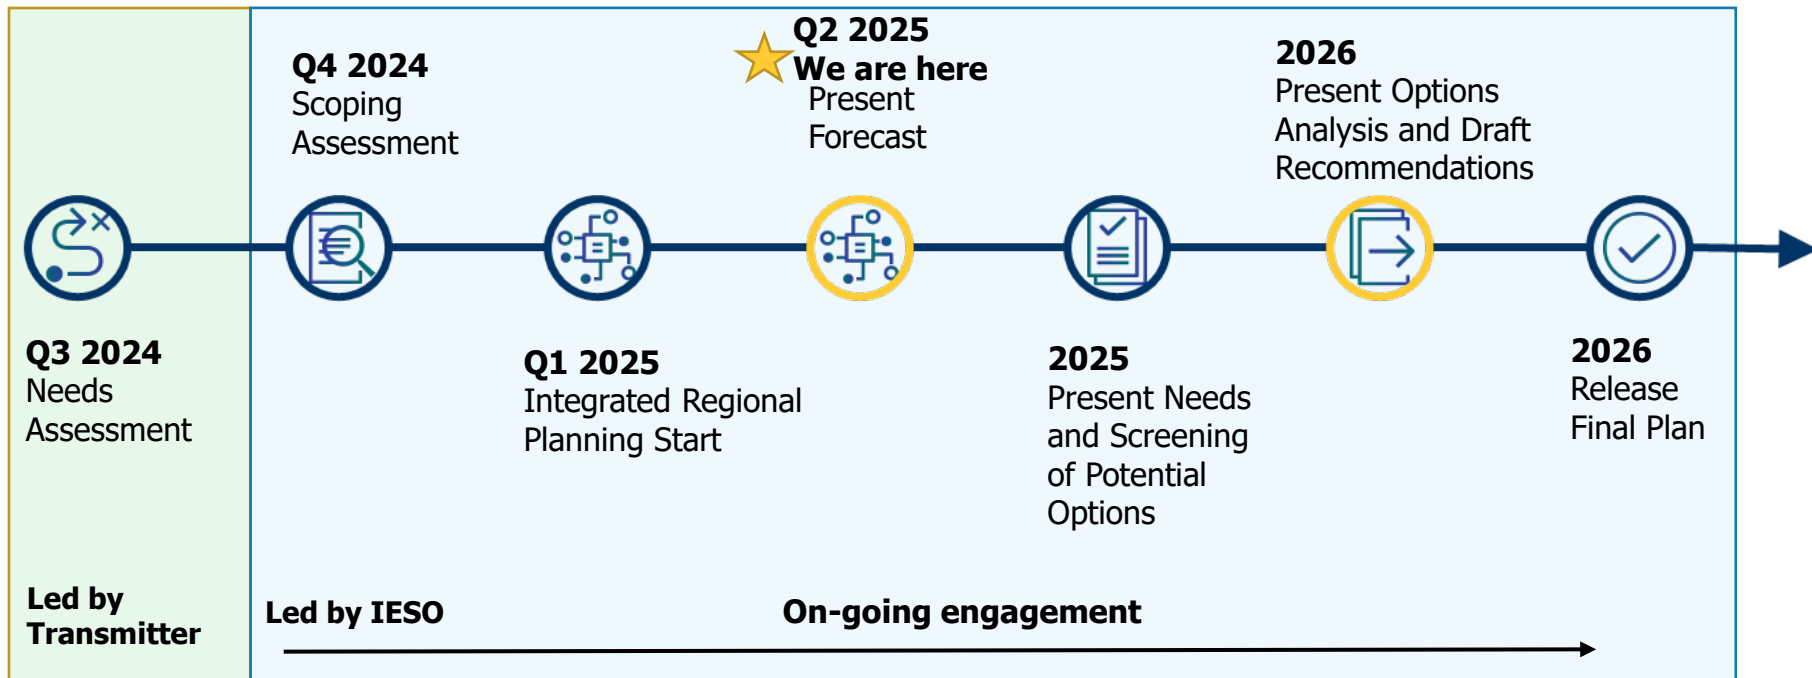 Q3 2024
Needs
Assessment
Q4 2024
Scoping
Assessment
Q1 2025
Integrated Regional
Planning Start
Q2 2025
We are here
Present
Forecast
2025
Present Needs
and Screening
of Potential
Options
2026
Present Options
Analysis and Draft
Recommendations
2026
Release
Final Plan
Led by
Transmitter
Led by IESO
On-going engagement